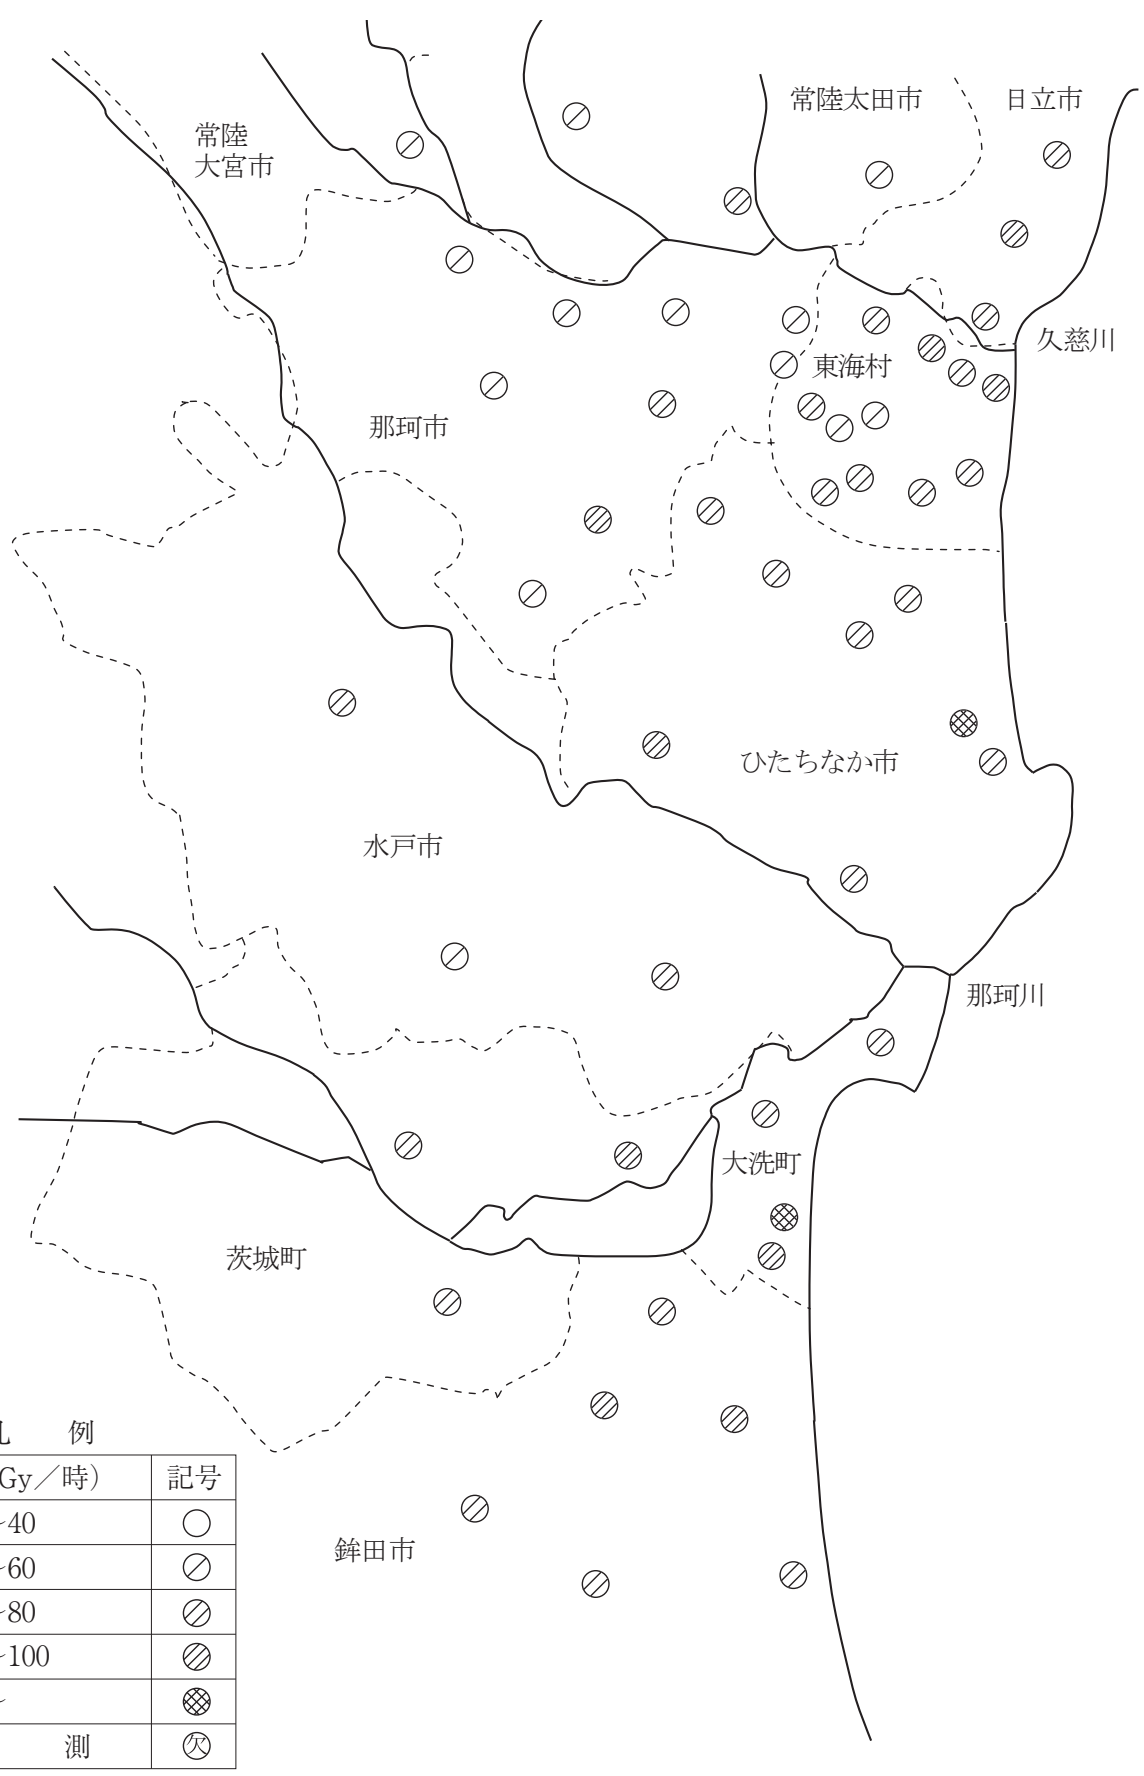 常陸太田市
日立市
常陸
大宮市
久慈川
東海村
那珂市
ひたちなか市
水戸市
那珂川
大洗町
茨城町
例
Gy／時） 記号
~40
~60
~80
~100
~
測 欠
鉾田市